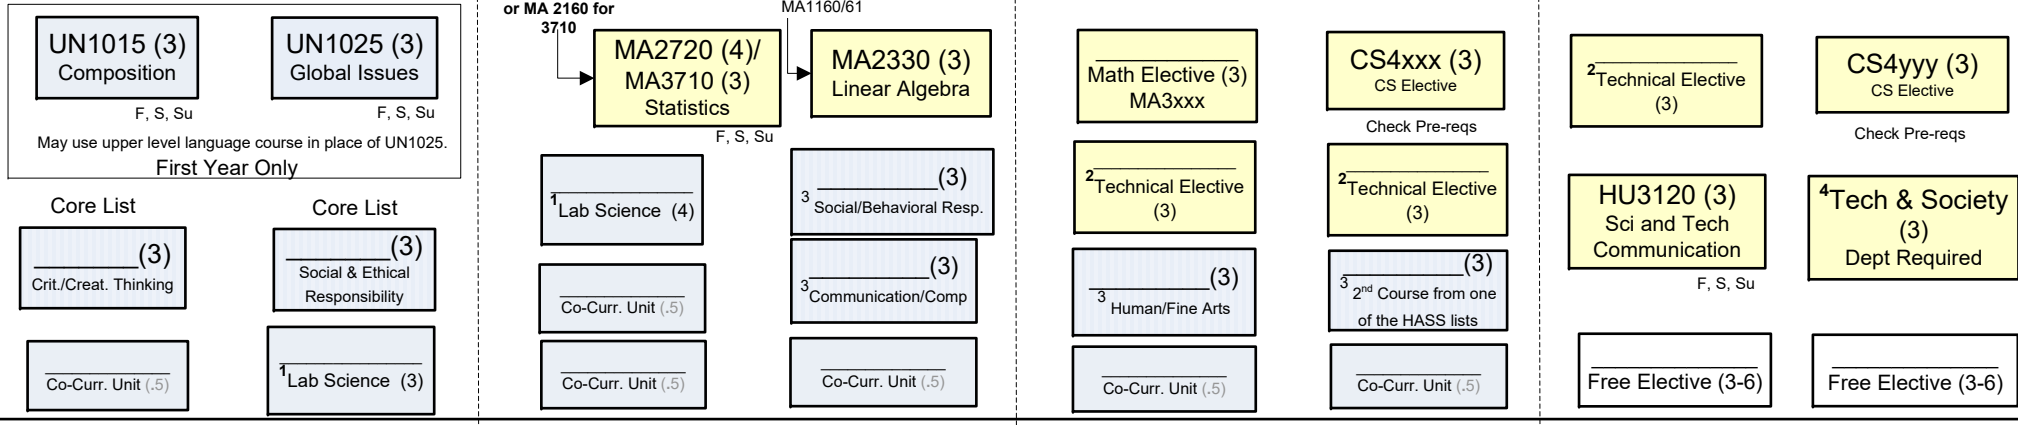 UN1015 (3)
Composition
F, S, Su
UN1025 (3)
Global Issues
F, S, Su
May use upper level language course in place of UN1025.
First Year Only
Core List
_________(3)
Crit./Creat. Thinking
Core List
_________(3)
Social & Ethical
Responsibility
Co-Curr. Unit (.5)
1Lab Science (3)
or MA 2160 for
3710
MA2720 (4)/
MA3710 (3)
Statistics
F, S, Su
MA1160/61
MA2330 (3)
Linear Algebra
1Lab Science (4)
_________(3)
3 Social/Behavioral Resp.
Co-Curr. Unit (.5)
_________(3)
3Communication/Comp
Co-Curr. Unit (.5)
Co-Curr. Unit (.5)
Math Elective (3)
MA3xxx
CS4xxx (3)
CS Elective
Check Pre-reqs
2Technical Elective
(3)
2Technical Elective
(3)
_________(3)
3 Human/Fine Arts
_________(3)
3 2nd Course from one
of the HASS lists
Co-Curr. Unit (.5)
Co-Curr. Unit (.5)
2Technical Elective
(3)
CS4yyy (3)
CS Elective
Check Pre-reqs
HU3120 (3)
Sci and Tech
Communication
F, S, Su
4Tech & Society
(3)
Dept Required
Free Elective (3-6)
Free Elective (3-6)